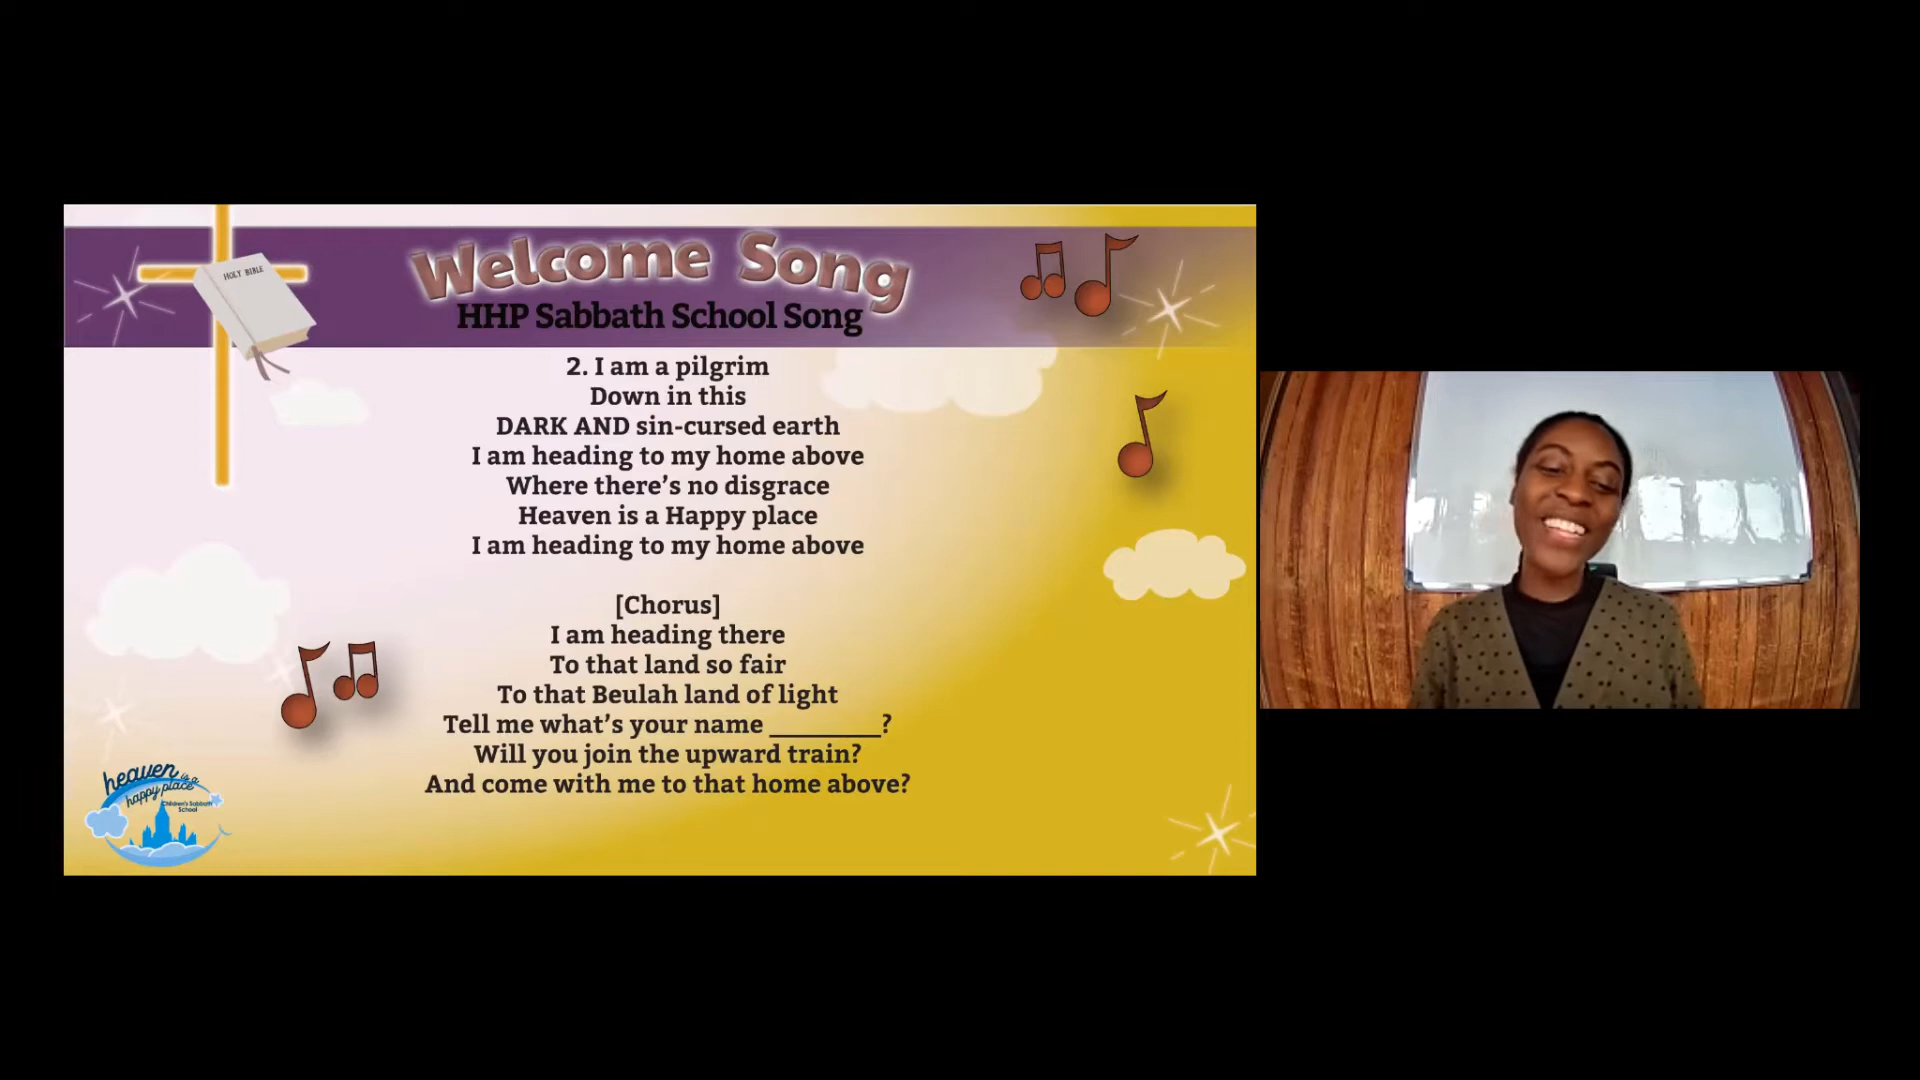 Welcome Song
HHP Sabbath School Song
HOLY BIBLE
2. I am a pilgrim
Down in this
DARK AND sin-cursed earth
I am heading to my home above
Where there’s no disgrace
Heaven is a Happy place
I am heading to my home above
[Chorus]
I am heading there
To that land so fair
To that Beulah land of light
Tell me what’s your name ________?
Will you join the upward train?
And come with me to that home above?
heaven is a
happy place
Children's Sabbath
School